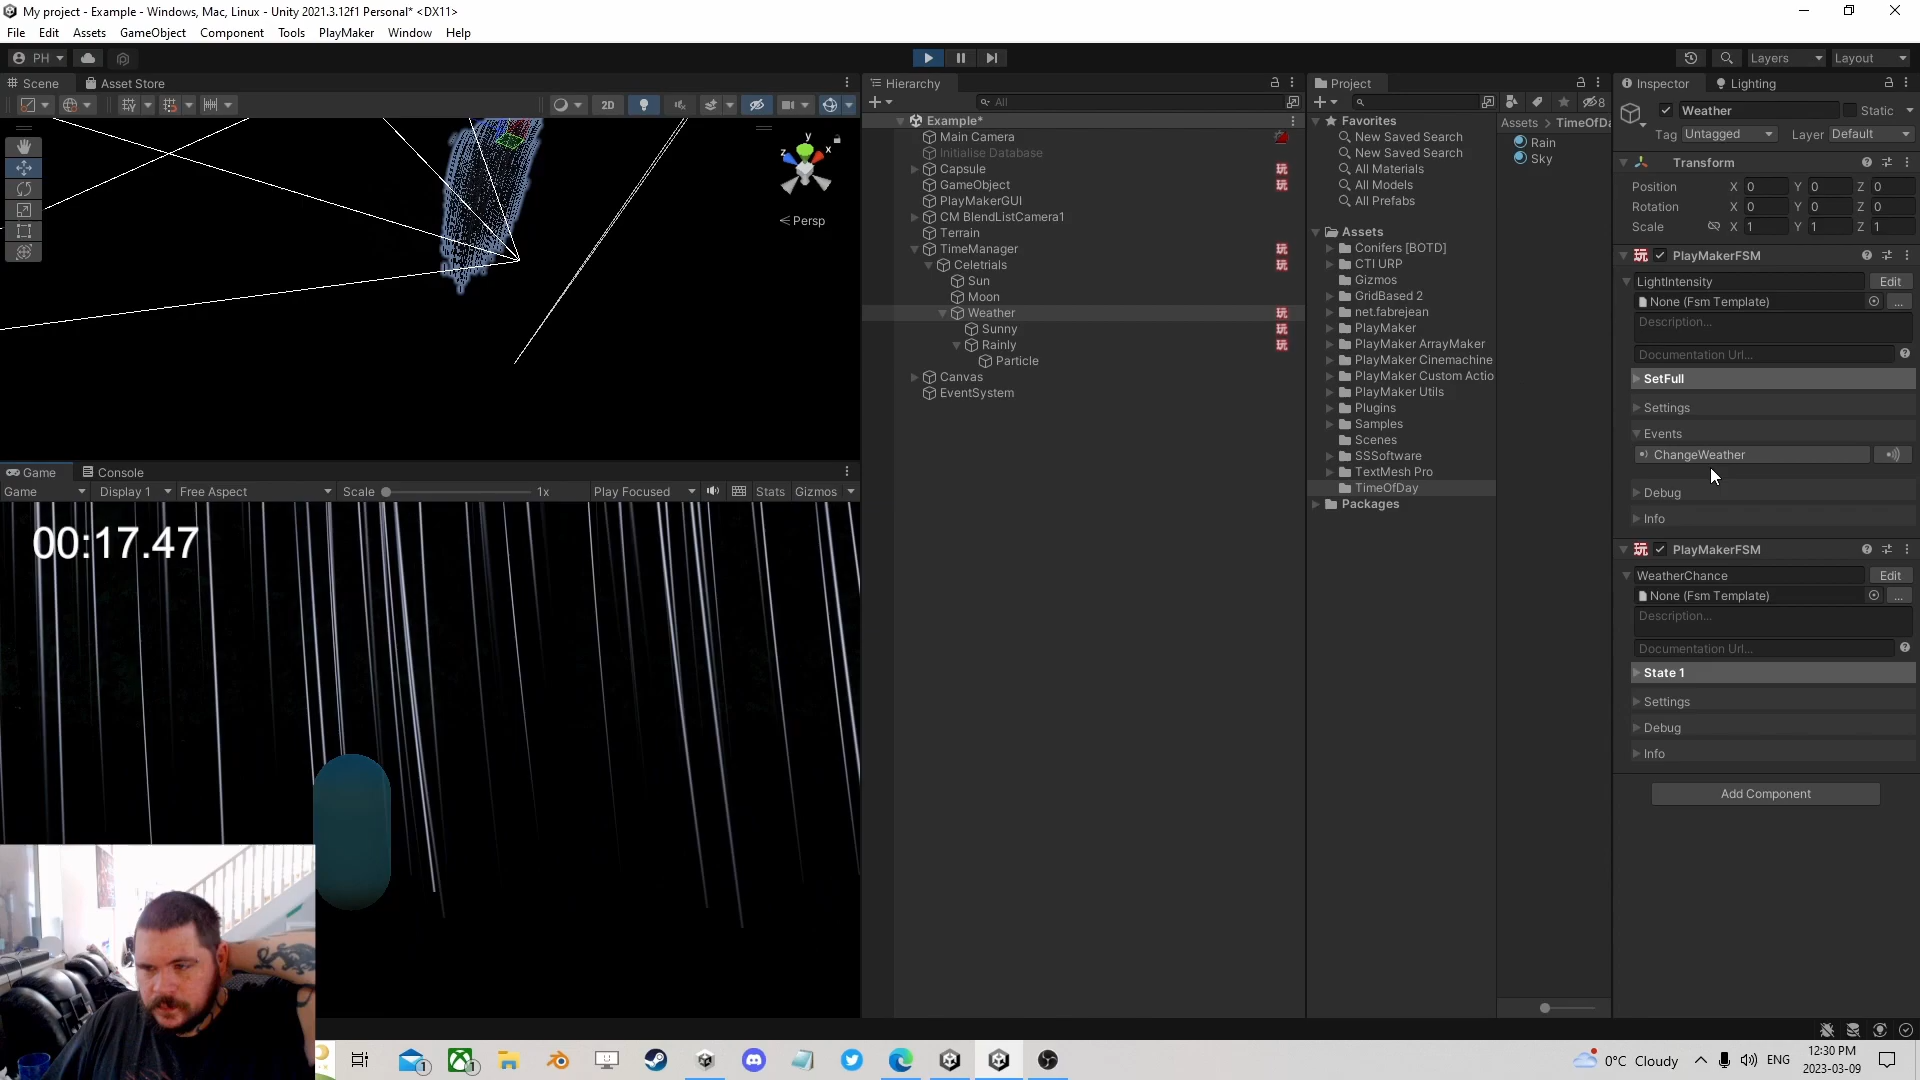 My project - Example - Windows, Mac, Linux - Unity 2021.3.12f1 Personal* <DX11>
File Edit Assets GameObject Component Tools PlayMaker Window Help
PH Layers Layout
Scene Asset Store
2D
y
x
z
Persp
Game Console
Game Display 1 Free Aspect Scale 1x Play Focused Stats Gizmos
00:17.47
Hierarchy
All
Example*
Main Camera
Initialise Database
Capsule
GameObject
PlayMakerGUI
CM BlendListCamera1
Terrain
TimeManager
Celetrials
Sun
Moon
Weather
Sunny
Rainly
Particle
Canvas
EventSystem
Project
8
Favorites
New Saved Search
New Saved Search
All Materials
All Models
All Prefabs
Assets
Conifers [BOTD]
CTI URP
Gizmos
GridBased 2
net.fabrejean
PlayMaker
PlayMaker ArrayMaker
PlayMaker Cinemachine
PlayMaker Custom Actio
PlayMaker Utils
Plugins
Samples
Scenes
SSSoftware
TextMesh Pro
TimeOfDay
Packages
Assets > TimeOfDa
Rain
Sky
Inspector Lighting
Weather Static
Tag Untagged Layer Default
Transform
Position X 0 Y 0 Z 0
Rotation X 0 Y 0 Z 0
Scale X 1 Y 1 Z 1
玩 PlayMakerFSM
LightIntensity Edit
None (Fsm Template) ...
Description...
Documentation Url...
SetFull
Settings
Events
ChangeWeather
Debug
Info
玩 PlayMakerFSM
WeatherChance Edit
None (Fsm Template) ...
Description...
Documentation Url...
State 1
Settings
Debug
Info
Add Component
1 1 0°C Cloudy ENG 12:30 PM
2023-03-09